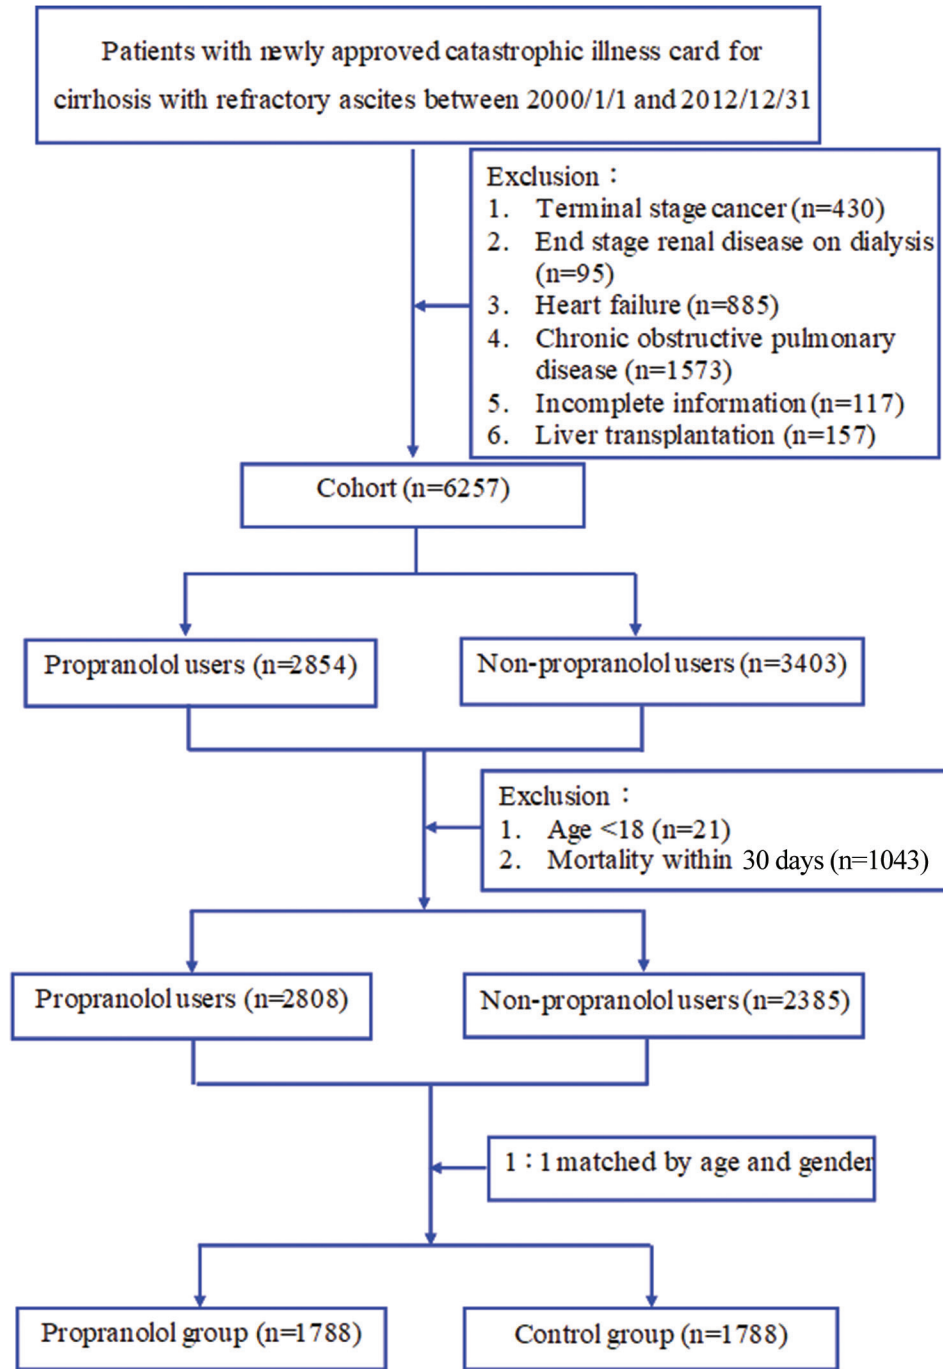 Patients with newly approved catastrophic illness card for
cirrhosis with refractory ascites between 2000/1/1 and 2012/12/31
Exclusion：
1. Terminal stage cancer (n=430)
2. End stage renal disease on dialysis
(n=95)
3. Heart failure (n=885)
4. Chronic obstructive pulmonary
disease (n=1573)
5. Incomplete information (n=117)
6. Liver transplantation (n=157)
Cohort (n=6257)
Propranolol users (n=2854)
Non-propranolol users (n=3403)
Exclusion：
1. Age <18 (n=21)
2. Mortality within 30 days (n=1043)
Propranolol users (n=2808)
Non-propranolol users (n=2385)
1：1 matched by age and gender
Propranolol group (n=1788)
Control group (n=1788)